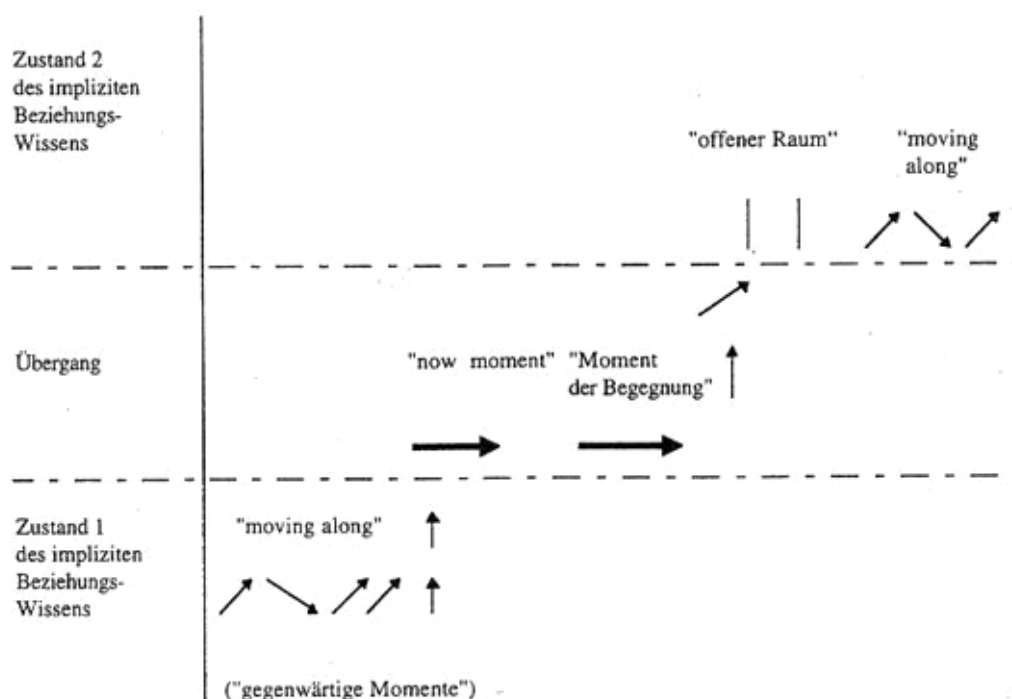 Zustand 2
des impliziten
Beziehungs-
Wissens
"offener Raum"
"moving
along"
Übergang
"now moment"
"Moment
der Begegnung"
Zustand 1
des impliziten
Beziehungs-
Wissens
"moving along"
("gegenwärtige Momente")